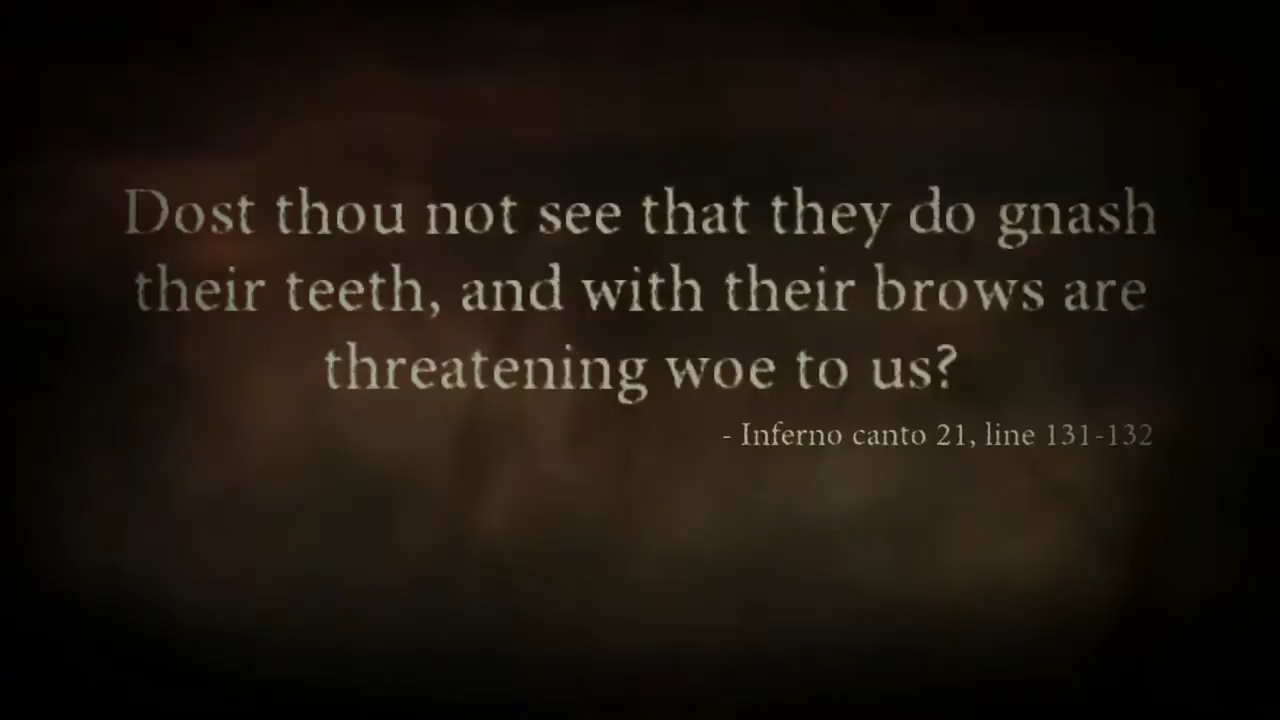 Dost thou not see that they do gnash
their teeth, and with their brows are
threatening woe to us?
- Inferno canto 21, line 131-132